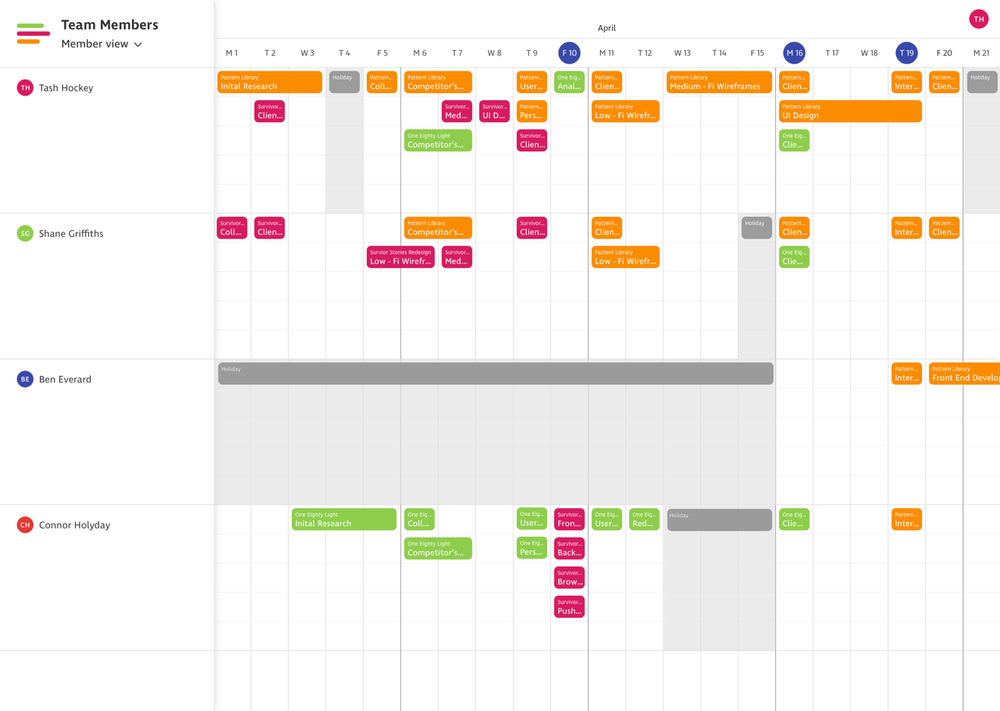 Team Members
Member view
April
TH
M 1 T 2 W 3 T 4 F 5 M 6 T 7 W 8 T 9 F 10 M 11 T 12 W 13 T 14 F 15 M 16 T 17 W 18 T 19 F 20 M 21
TH Tash Hockey
Pattern Library Holiday Pattern... Pattern Library Pattern... One Eig... Pattern... Pattern Library Pattern... Pattern... Pattern... Holiday
Inital Research Coll... Competitor's... User... Anal... Clien... Medium - Fi Wireframes Clien... Inter... Clien...
Survivor... Survivor... Survivor... Pattern... Pattern Library Pattern Library
Clien... Med... UI D... Pers... Low - Fi Wirefr... UI Design
One Eighty Light Survivor... One Eig...
Competitor's... Clien... Clie...
SG Shane Griffiths
Survivor... Survivor... Pattern Library Survivor... Pattern... Holiday Pattern... Pattern... Pattern...
Coll... Clien... Competitor's... Clien... Clien... Clien... Inter... Clien...
Survior Stories Redesign Survivor... Pattern Library One Eig...
Low - Fi Wirefr... Med... Low - Fi Wirefr... Clie...
BE Ben Everard
Holiday Pattern... Pattern Library
Inter... Front End Develop
CH Connor Holyday
One Eighty Light One Eig... One Eig... Survivor... One Eig... One Eig... Holiday One Eig... Pattern...
Inital Research Coll... User... Fron... User... Red... Clie... Inter...
One Eighty Light One Eig... Survivor...
Competitor's... Pers... Back...
Survivor...
Brow...
Survivor...
Push...